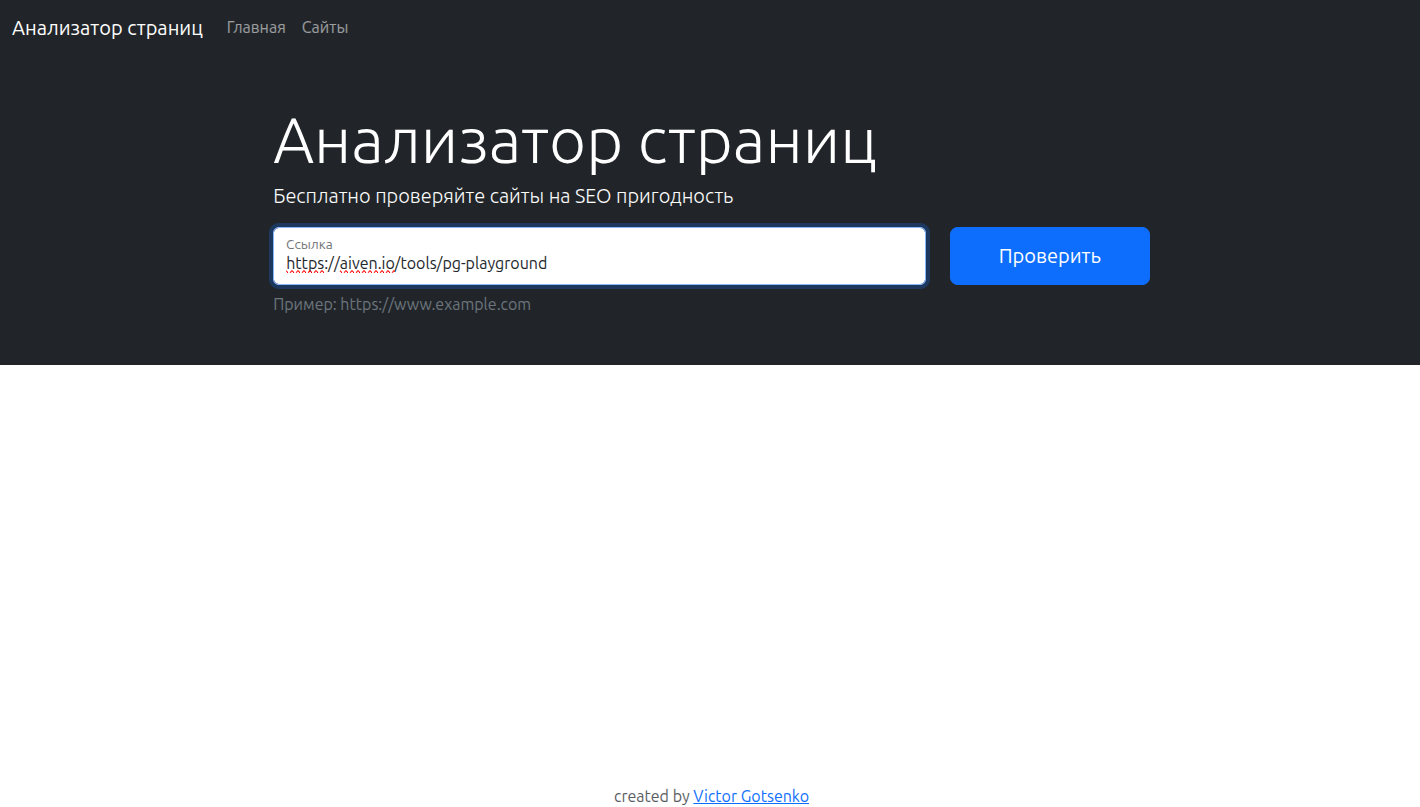 Анализатор страниц Главная Сайты
Анализатор страниц
Бесплатно проверяйте сайты на SEO пригодность
Ссылка
https://aiven.io/tools/pg-playground
Проверить
Пример: https://www.example.com
created by Victor Gotsenko